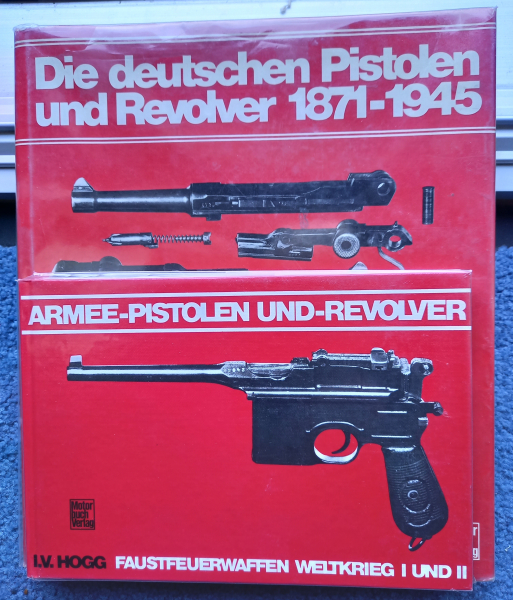 Die deutschen Pistolen
und Revolver 1871-1945
ARMEE-PISTOLEN UND-REVOLVER
Motor
buch
Verlag
I.V. HOGG FAUSTFEUERWAFFEN WELTKRIEG I UND II